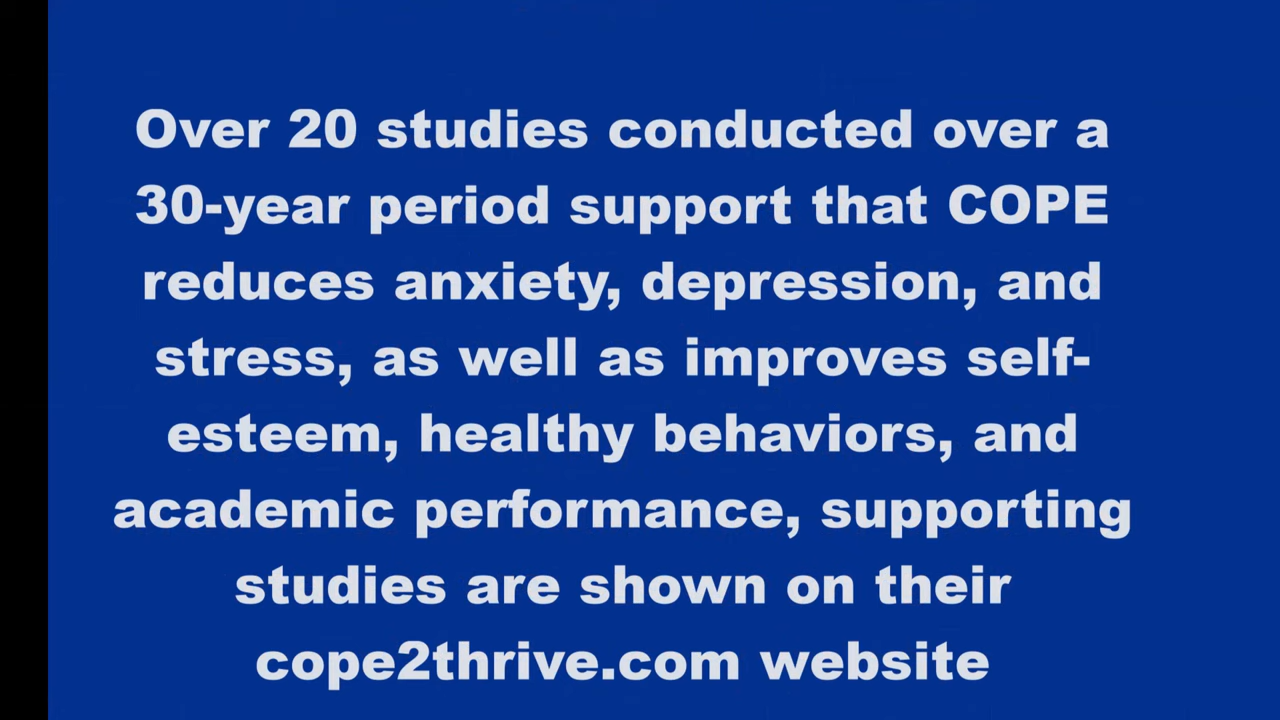 Over 20 studies conducted over a
30-year period support that COPE
reduces anxiety, depression, and
stress, as well as improves self-
esteem, healthy behaviors, and
academic performance, supporting
studies are shown on their
cope2thrive.com website